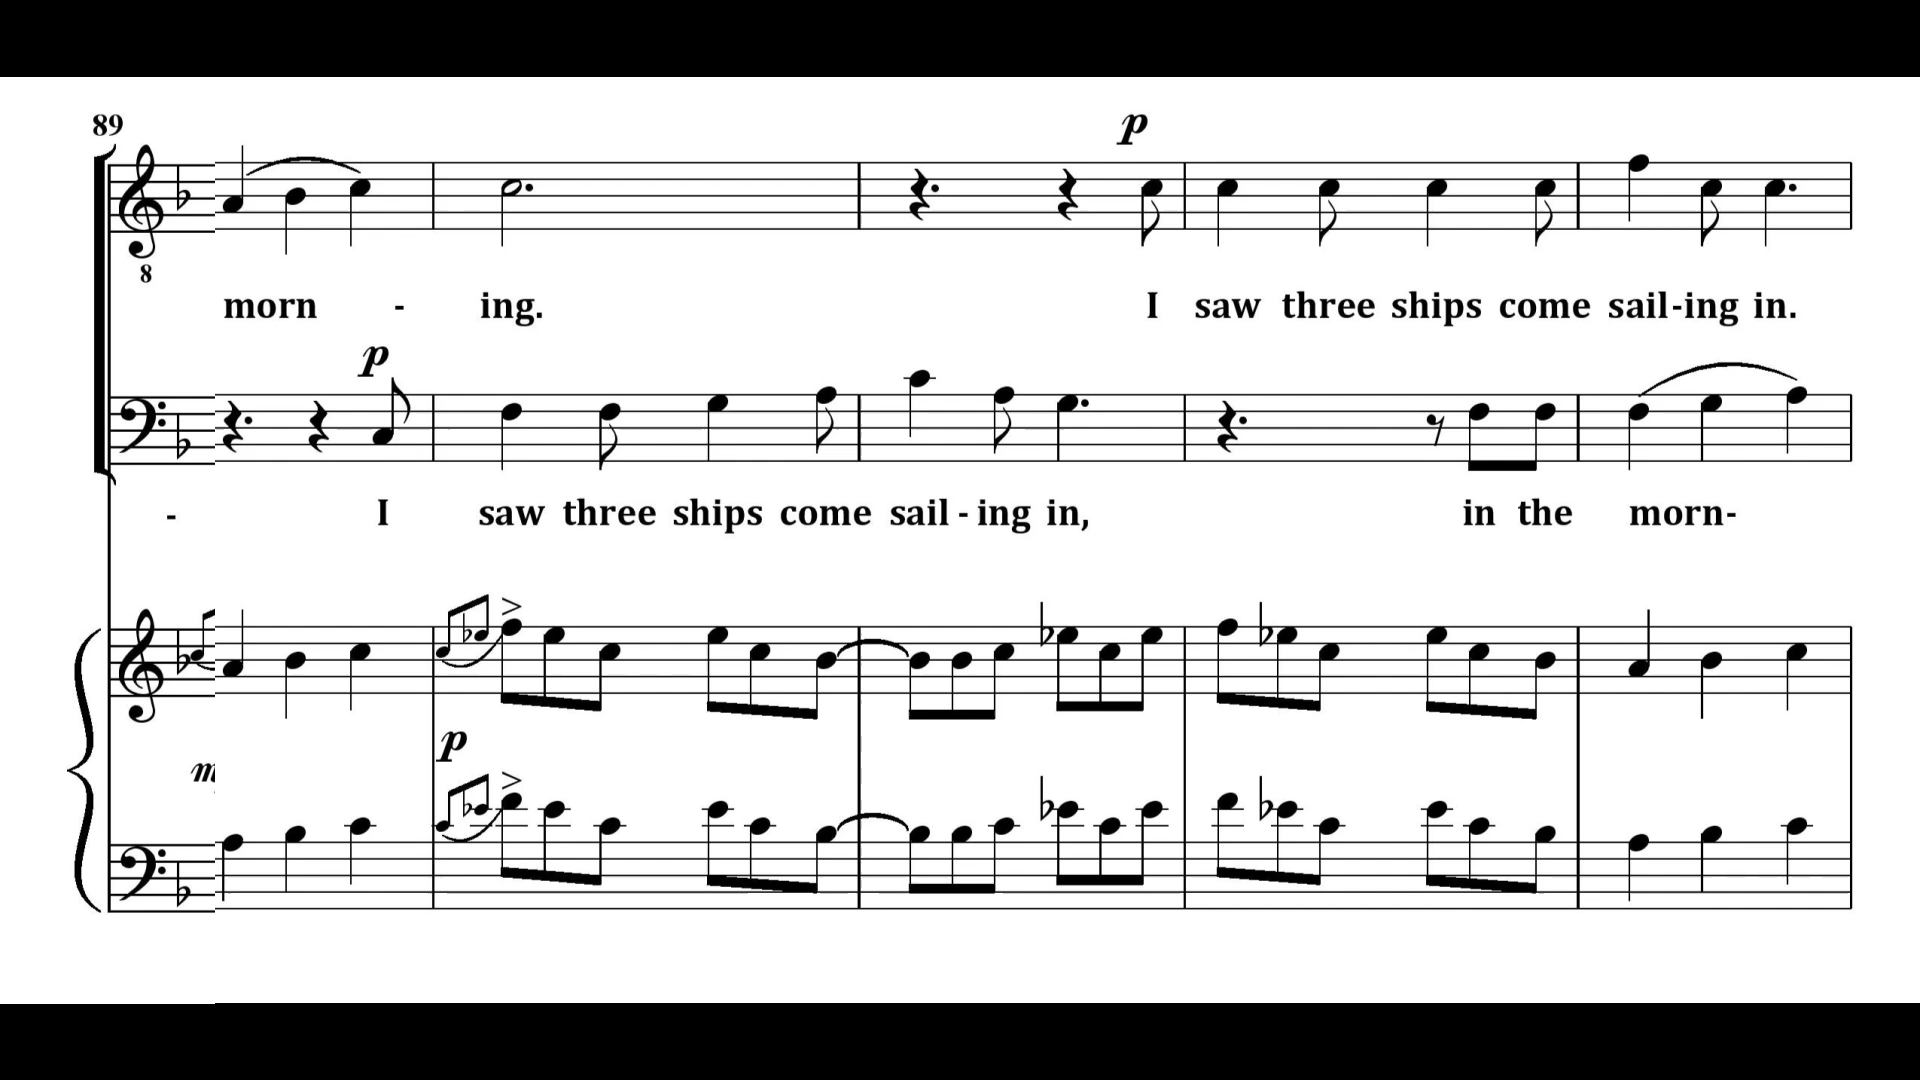 89
p
8
morn - ing. I saw three ships come sail-ing in.
p
- I saw three ships come sail - ing in, in the morn-
p
m